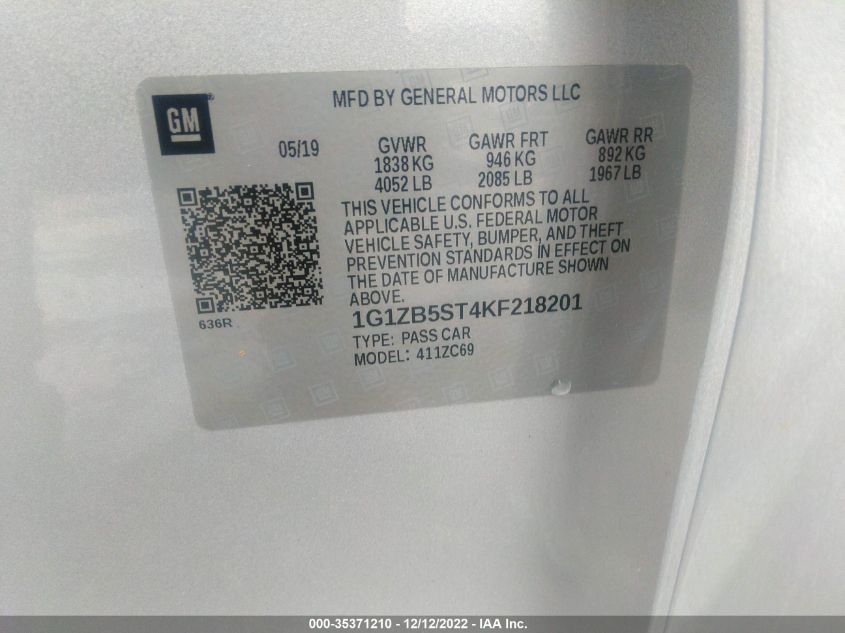 GM
®
MFD BY GENERAL MOTORS LLC
05/19
GVWR
1838 KG
4052 LB
GAWR FRT
946 KG
2085 LB
GAWR RR
892 KG
1967 LB
THIS VEHICLE CONFORMS TO ALL
APPLICABLE U.S. FEDERAL MOTOR
VEHICLE SAFETY, BUMPER, AND THEFT
PREVENTION STANDARDS IN EFFECT ON
THE DATE OF MANUFACTURE SHOWN
ABOVE.
636R
1G1ZB5ST4KF218201
TYPE: PASS CAR
MODEL: 411ZC69
000-35371210 - 12/12/2022 - IAA Inc.